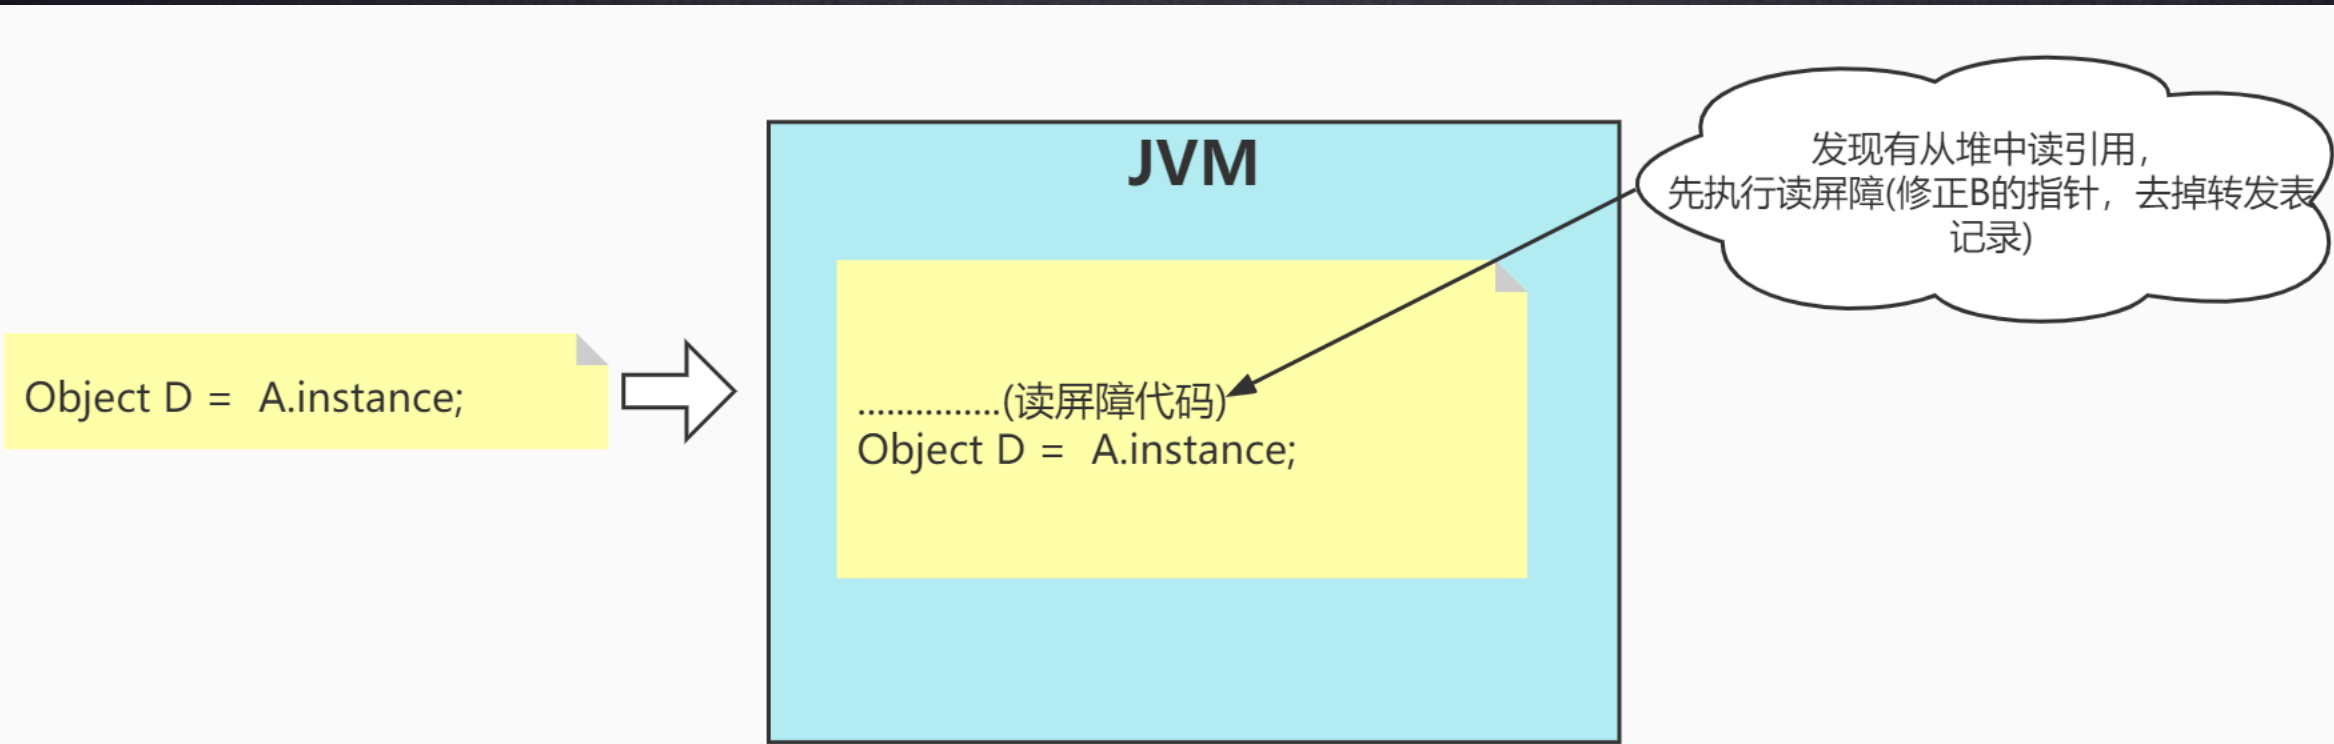 Object D =  A.instance;
JVM
...............(读屏障代码)
Object D =  A.instance;
发现有从堆中读引用，
先执行读屏障(修正B的指针，去掉转发表
记录)